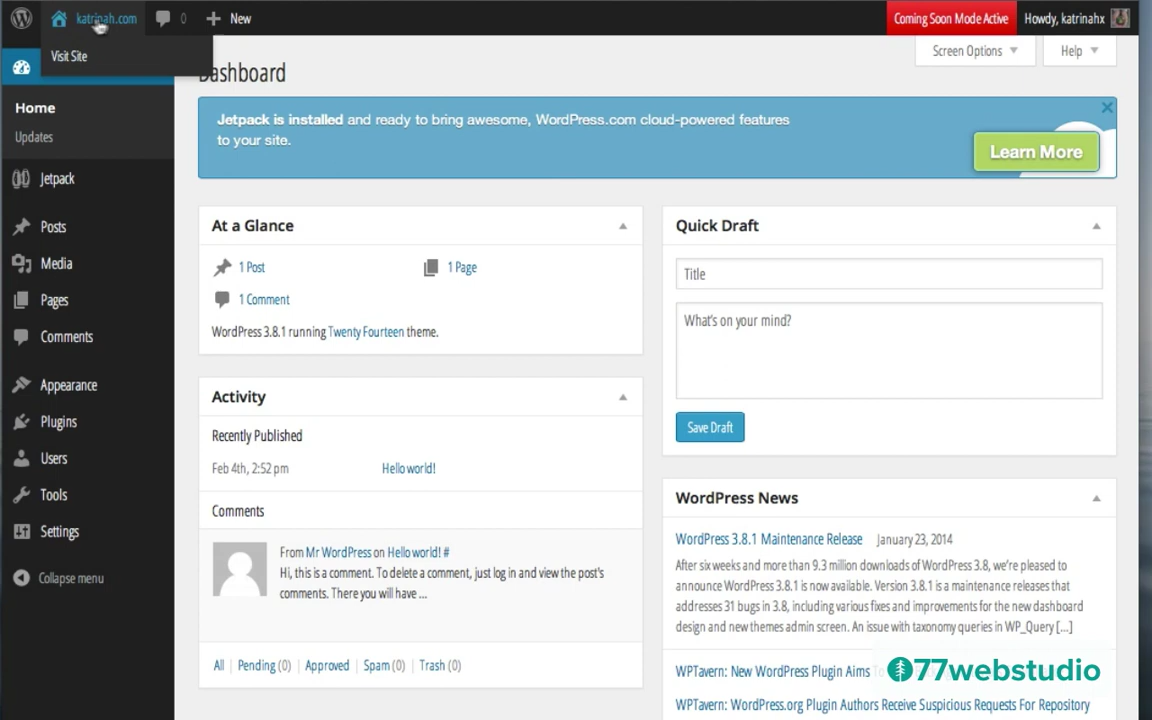 katrinah.com 0 New Coming Soon Mode Active Howdy, katrinahx
Visit Site
Screen Options Help
Dashboard
Home
Updates
Jetpack
Posts
Media
Pages
Comments
Appearance
Plugins
Users
Tools
Settings
Collapse menu
Jetpack is installed and ready to bring awesome, WordPress.com cloud-powered features
to your site.
Learn More
At a Glance
1 Post 1 Page
1 Comment
WordPress 3.8.1 running Twenty Fourteen theme.
Activity
Recently Published
Feb 4th, 2:52 pm Hello world!
Comments
From Mr WordPress on Hello world! #
Hi, this is a comment. To delete a comment, just log in and view the post's
comments. There you will have ...
All | Pending (0) | Approved | Spam (0) | Trash (0)
Quick Draft
Title
What's on your mind?
Save Draft
WordPress News
WordPress 3.8.1 Maintenance Release January 23, 2014
After six weeks and more than 9.3 million downloads of WordPress 3.8, we're pleased to
announce WordPress 3.8.1 is now available. Version 3.8.1 is a maintenance releases that
addresses 31 bugs in 3.8, including various fixes and improvements for the new dashboard
design and new themes admin screen. An issue with taxonomy queries in WP_Query [...]
WPTavern: New WordPress Plugin Aims
77webstudio
WPTavern: WordPress.org Plugin Authors Receive Suspicious Requests For Repository